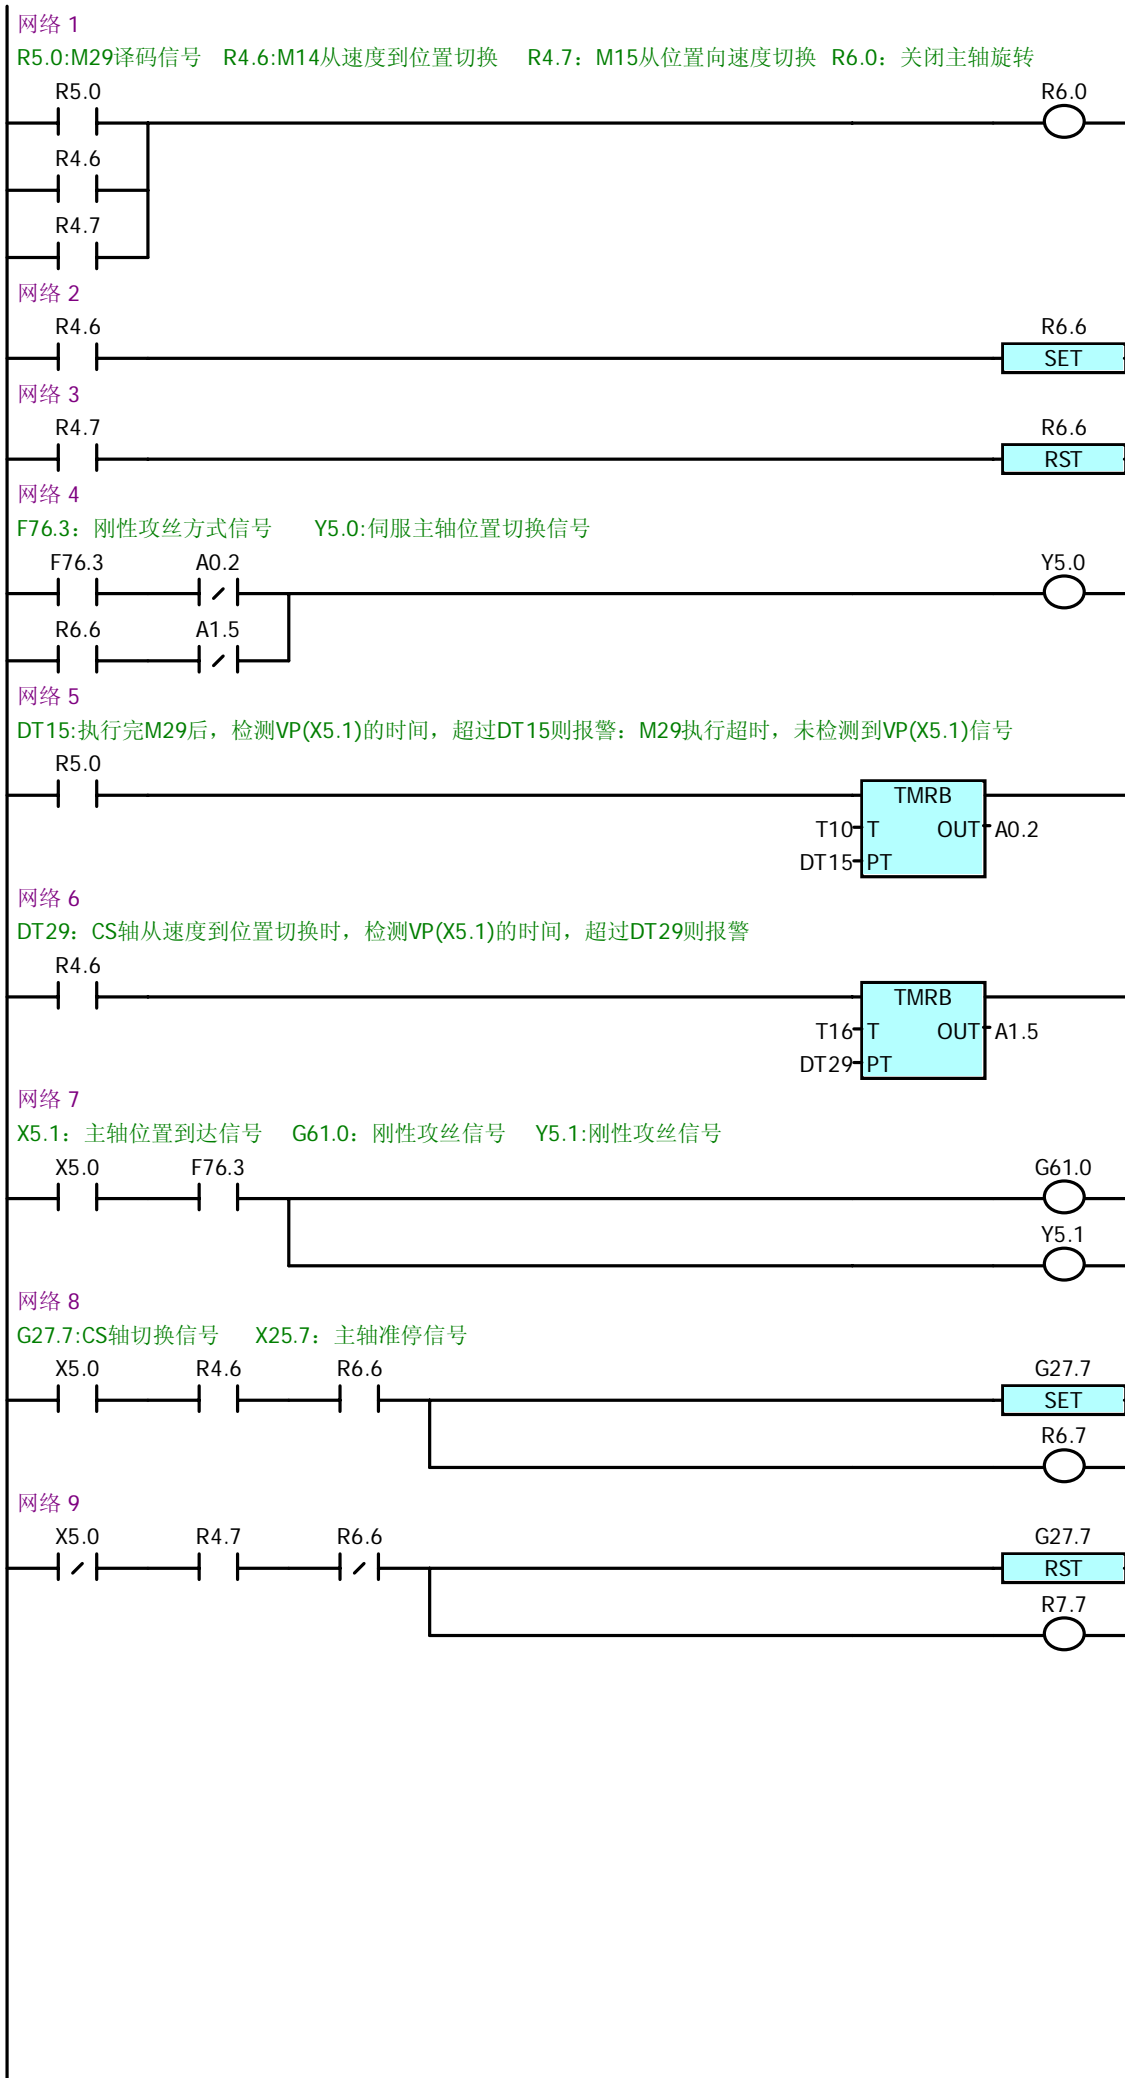 网络 1
R5.0:M29译码信号 R4.6:M14从速度到位置切换 R4.7：M15从位置向速度切换 R6.0：关闭主轴旋转
R5.0 R6.0
R4.6
R4.7
网络 2
R4.6 R6.6
SET
网络 3
R4.7 R6.6
RST
网络 4
F76.3：刚性攻丝方式信号 Y5.0:伺服主轴位置切换信号
F76.3 A0.2 Y5.0
R6.6 A1.5
网络 5
DT15:执行完M29后，检测VP(X5.1)的时间，超过DT15则报警：M29执行超时，未检测到VP(X5.1)信号
R5.0
TMRB
T10 T OUT A0.2
DT15 PT
网络 6
DT29：CS轴从速度到位置切换时，检测VP(X5.1)的时间，超过DT29则报警
R4.6
TMRB
T16 T OUT A1.5
DT29 PT
网络 7
X5.1：主轴位置到达信号 G61.0：刚性攻丝信号 Y5.1:刚性攻丝信号
X5.0 F76.3 G61.0
Y5.1
网络 8
G27.7:CS轴切换信号 X25.7：主轴准停信号
X5.0 R4.6 R6.6 G27.7
SET
R6.7
网络 9
X5.0 R4.7 R6.6 G27.7
RST
R7.7